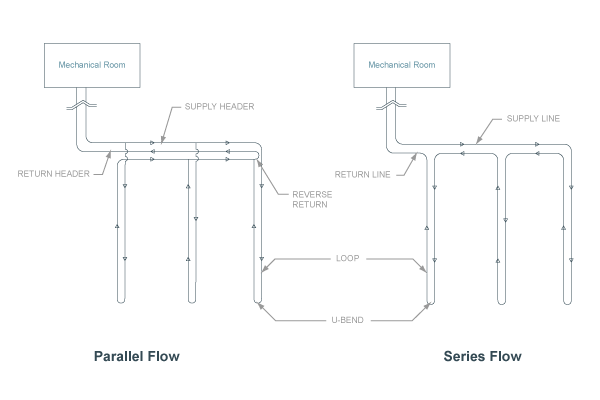 Mechanical Room
Mechanical Room
SUPPLY HEADER
SUPPLY LINE
RETURN HEADER
RETURN LINE
REVERSE
RETURN
LOOP
U-BEND
Parallel Flow
Series Flow